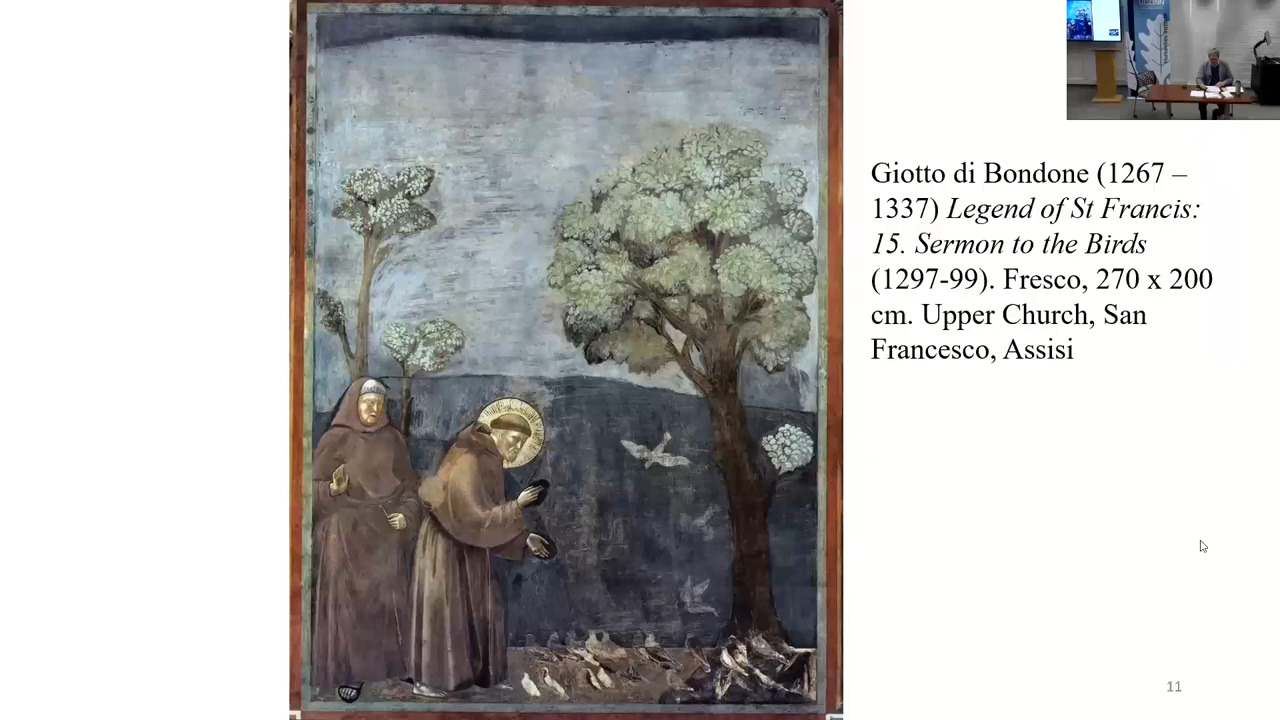 UCONN
Giotto di Bondone (1267 –
1337) Legend of St Francis:
15. Sermon to the Birds
(1297-99). Fresco, 270 x 200
cm. Upper Church, San
Francesco, Assisi
11